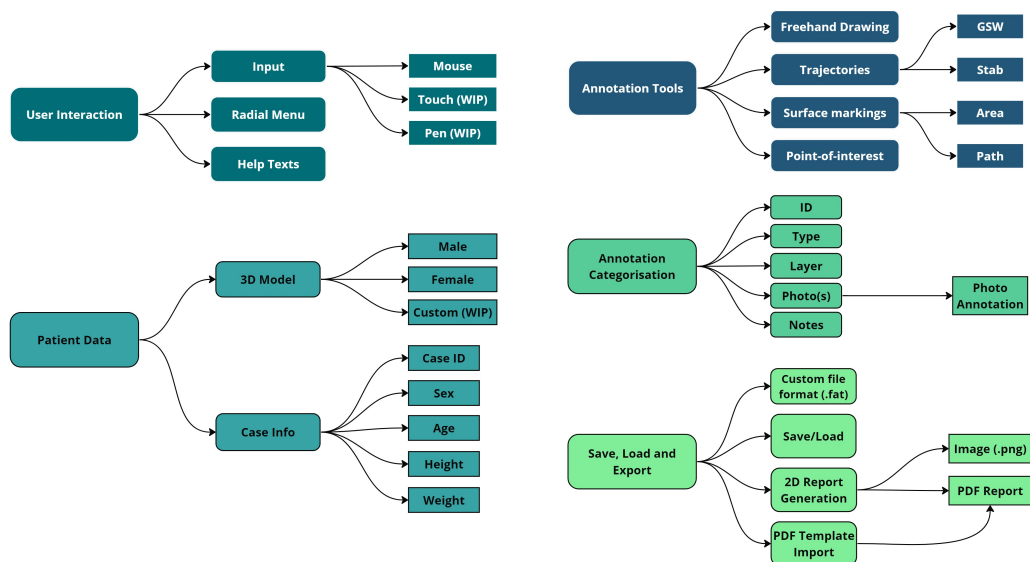 User Interaction
Input
Mouse
Touch (WIP)
Pen (WIP)
Radial Menu
Help Texts
Patient Data
3D Model
Male
Female
Custom (WIP)
Case Info
Case ID
Sex
Age
Height
Weight
Annotation Tools
Freehand Drawing
Trajectories
GSW
Stab
Surface markings
Area
Path
Point-of-interest
Annotation
Categorisation
ID
Type
Layer
Photo(s)
Photo
Annotation
Notes
Save, Load and
Export
Custom file
format (.fat)
Save/Load
2D Report
Generation
Image (.png)
PDF Report
PDF Template
Import